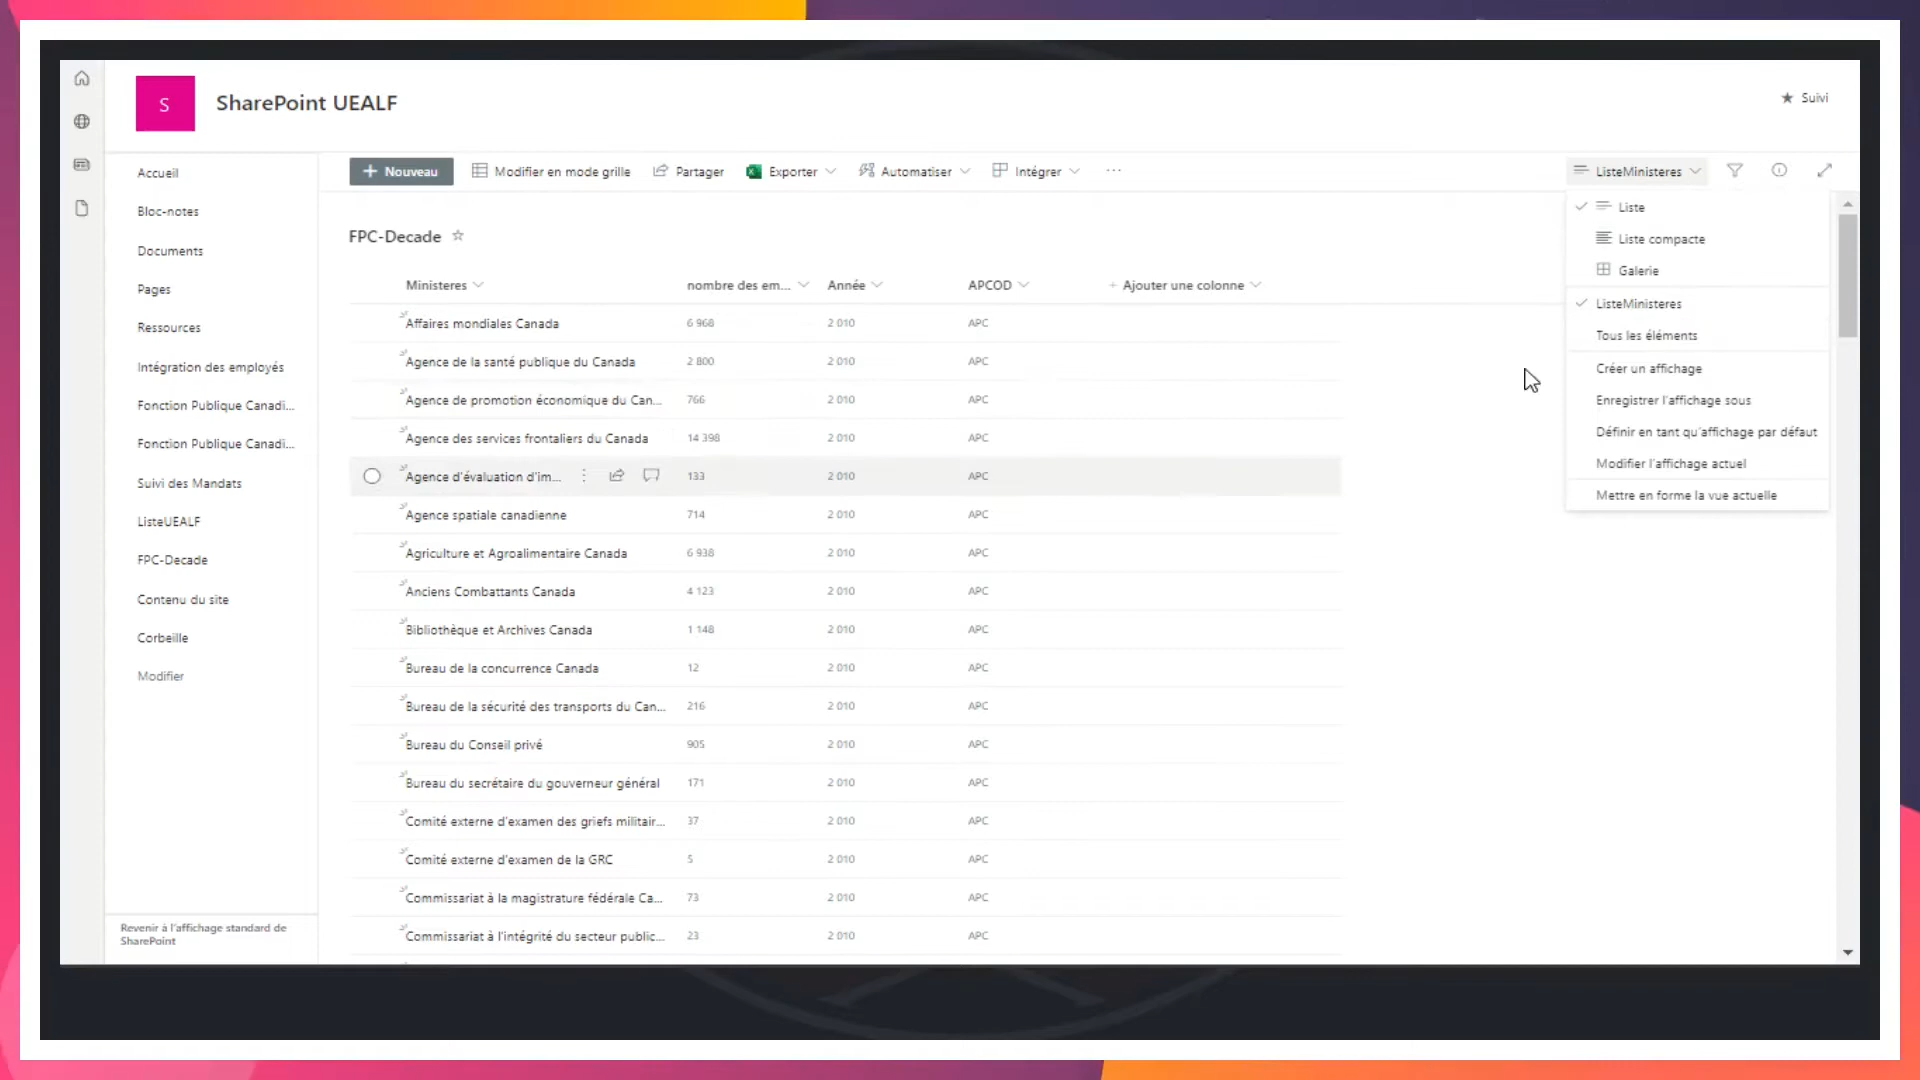 S
SharePoint UEALF
Suivi
Accueil
Bloc-notes
Documents
Pages
Ressources
Intégration des employés
Fonction Publique Canadi...
Fonction Publique Canadi...
Suivi des Mandats
ListeUEALF
FPC-Decade
Contenu du site
Corbeille
Modifier
Revenir à l'affichage standard de
SharePoint
+ Nouveau
Modifier en mode grille
Partager
Exporter
Automatiser
Intégrer
...
ListeMinisteres
FPC-Decade
Ministeres
nombre des em...
Année
APCOD
+ Ajouter une colonne
Affaires mondiales Canada 6 968 2 010 APC
Agence de la santé publique du Canada 2 800 2 010 APC
Agence de promotion économique du Can... 766 2 010 APC
Agence des services frontaliers du Canada 14 398 2 010 APC
Agence d'évaluation d'im... 133 2 010 APC
Agence spatiale canadienne 714 2 010 APC
Agriculture et Agroalimentaire Canada 6 938 2 010 APC
Anciens Combattants Canada 4 123 2 010 APC
Bibliothèque et Archives Canada 1 148 2 010 APC
Bureau de la concurrence Canada 12 2 010 APC
Bureau de la sécurité des transports du Can... 216 2 010 APC
Bureau du Conseil privé 905 2 010 APC
Bureau du secrétaire du gouverneur général 171 2 010 APC
Comité externe d'examen des griefs militair... 37 2 010 APC
Comité externe d'examen de la GRC 5 2 010 APC
Commissariat à la magistrature fédérale Ca... 73 2 010 APC
Commissariat à l'intégrité du secteur public... 23 2 010 APC
Liste
Liste compacte
Galerie
ListeMinisteres
Tous les éléments
Créer un affichage
Enregistrer l'affichage sous
Définir en tant qu'affichage par défaut
Modifier l'affichage actuel
Mettre en forme la vue actuelle